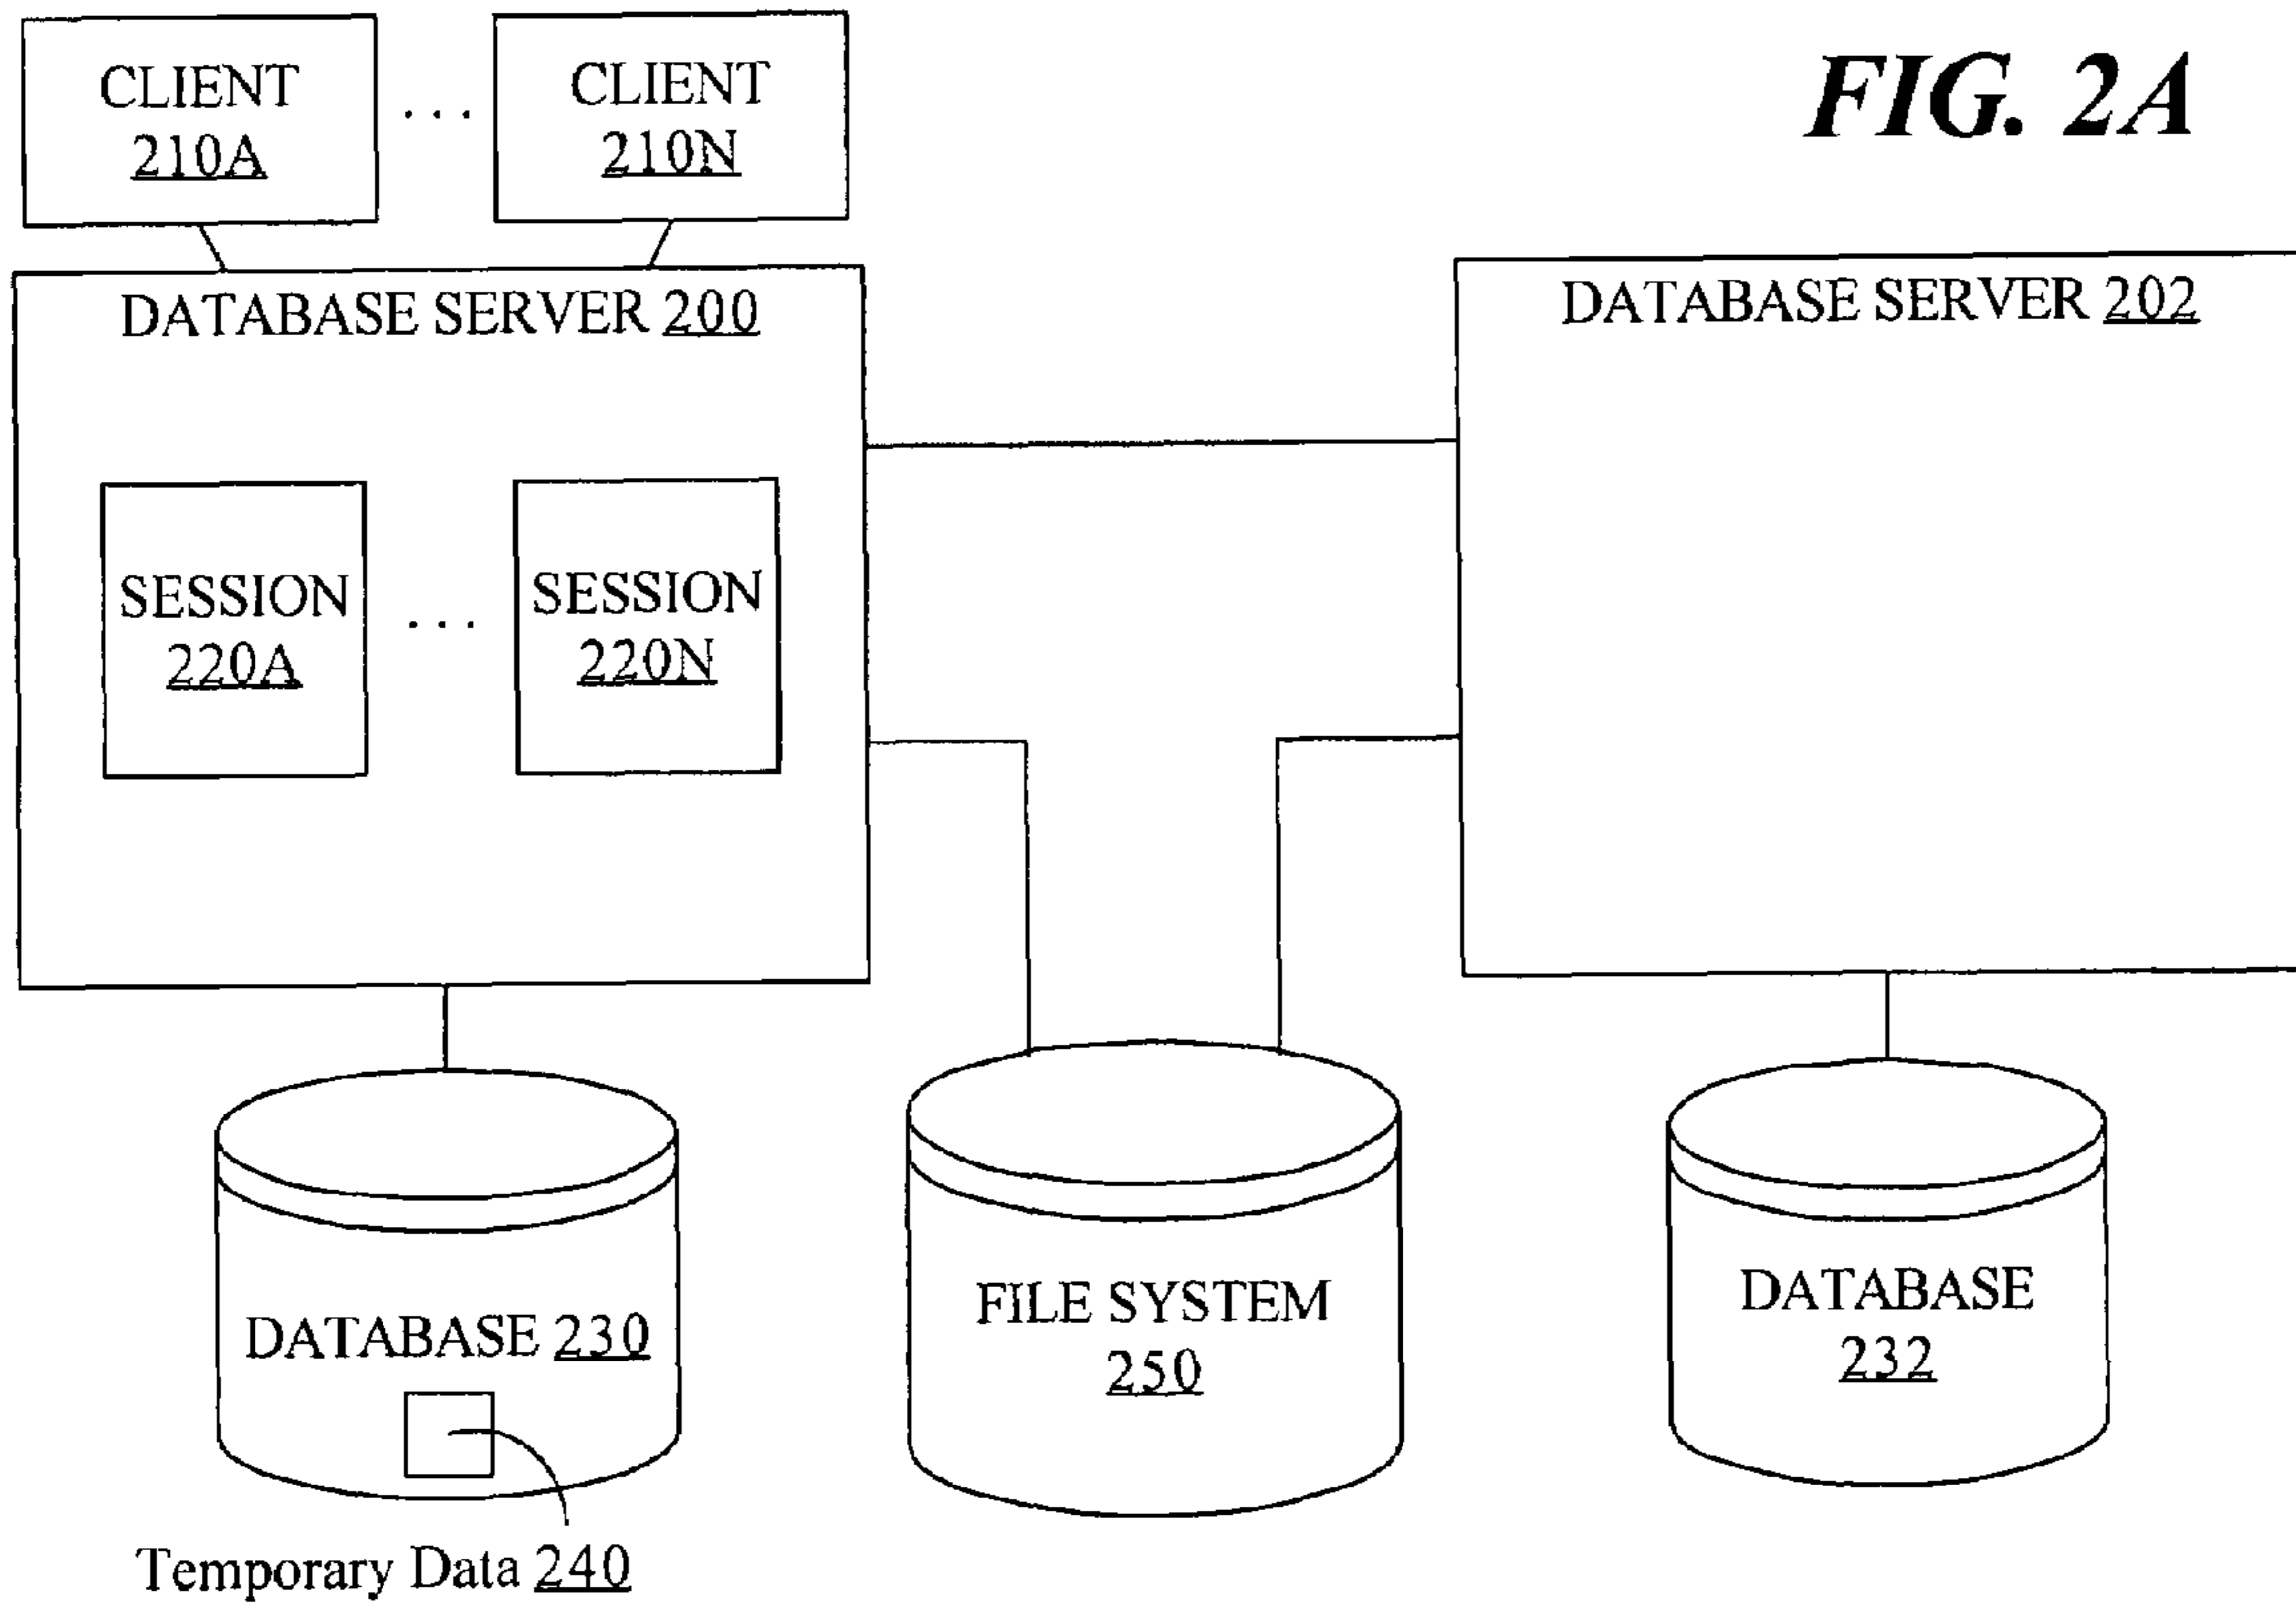 CLIENT
210A
...
CLIENT
210N
FIG. 2A
DATABASE SERVER 200
DATABASE SERVER 202
SESSION
220A
...
SESSION
220N
DATABASE 230
FILE SYSTEM
250
DATABASE
232
Temporary Data 240